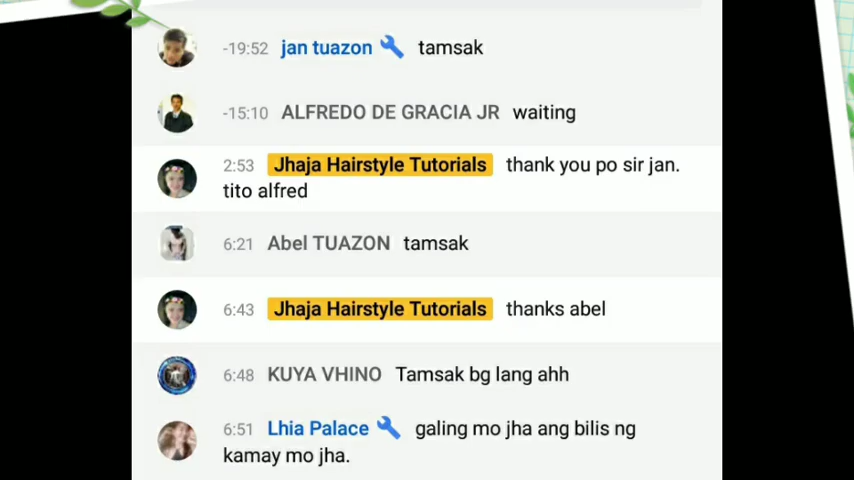 -19:52 jan tuazon tamsak
-15:10 ALFREDO DE GRACIA JR waiting
2:53 Jhaja Hairstyle Tutorials thank you po sir jan.
tito alfred
6:21 Abel TUAZON tamsak
6:43 Jhaja Hairstyle Tutorials thanks abel
6:48 KUYA VHINO Tamsak bg lang ahh
6:51 Lhia Palace galing mo jha ang bilis ng
kamay mo jha.